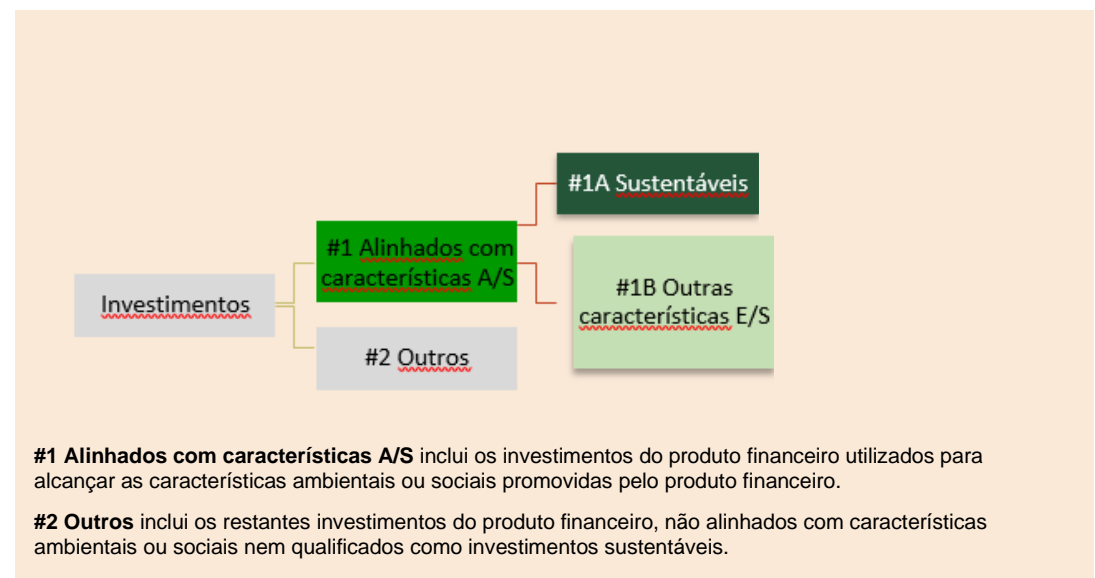 #1A Sustentáveis
#1 Alinhados com
características A/S
#1B Outras
características E/S
Investimentos
#2 Outros
#1 Alinhados com características A/S inclui os investimentos do produto financeiro utilizados para
alcançar as características ambientais ou sociais promovidas pelo produto financeiro.
#2 Outros inclui os restantes investimentos do produto financeiro, não alinhados com características
ambientais ou sociais nem qualificados como investimentos sustentáveis.